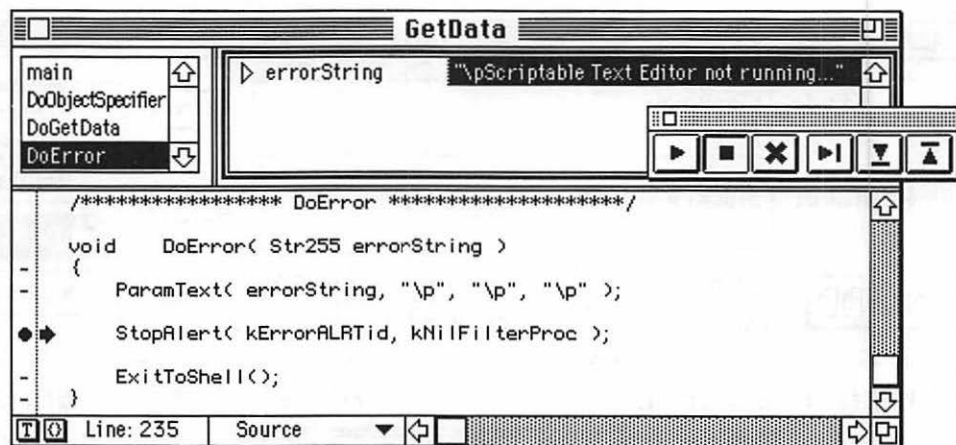 GetData
main
DoObjectSpecifier
DoGetData
DoError
errorString "\pScriptable Text Editor not running..."
/***************** DoError ********************/
void DoError( Str255 errorString )
{
ParamText( errorString, "\p", "\p", "\p" );
StopAlert( kErrorALRTid, kNilFilterProc );
ExitToShell();
}
T {} Line: 235 Source